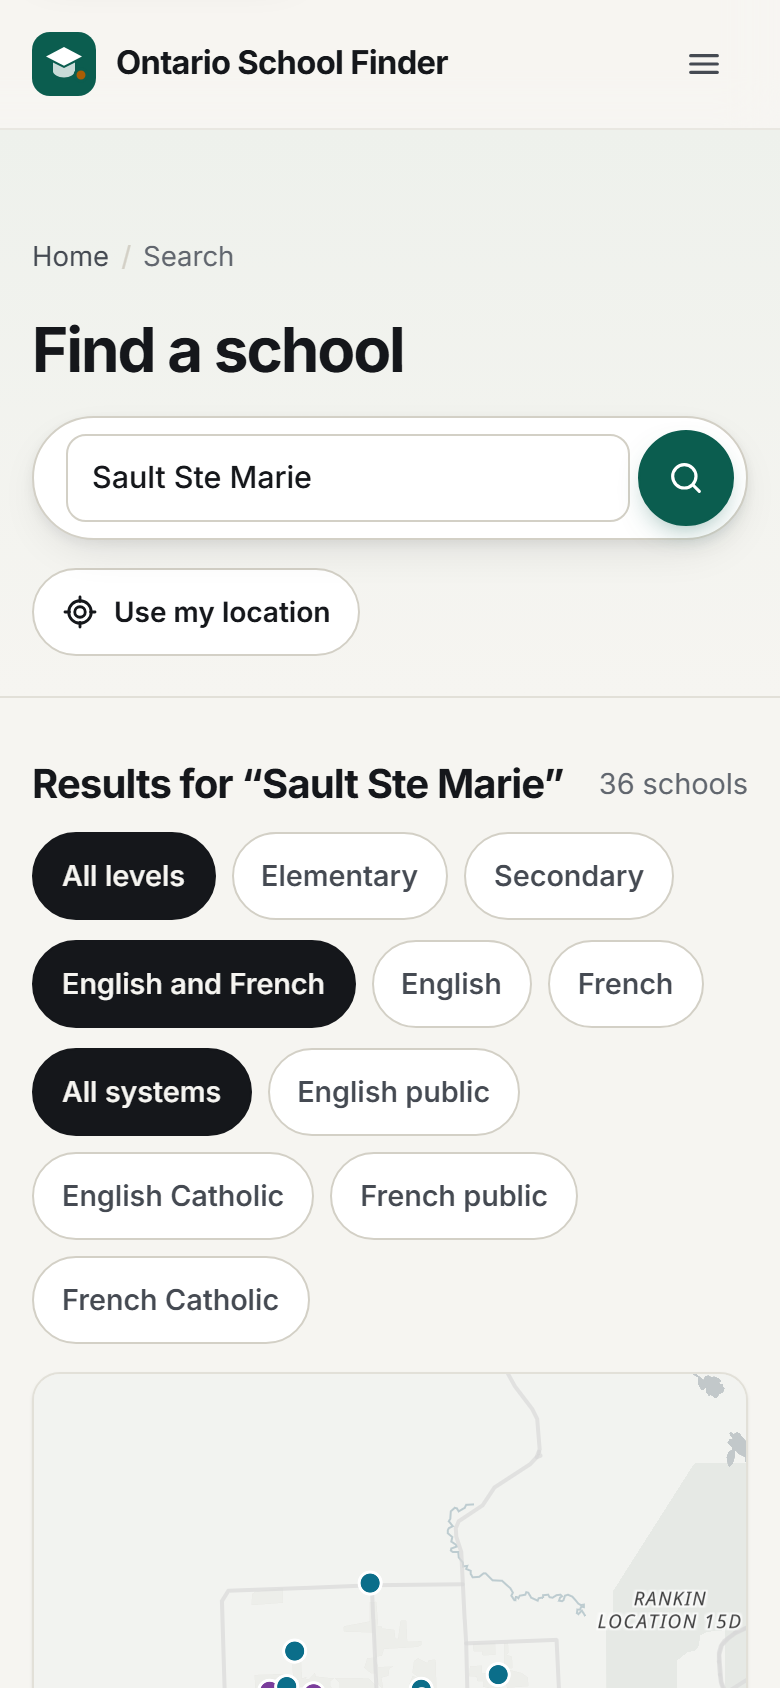 Ontario School Finder
Home / Search
Find a school
Sault Ste Marie
Use my location
Results for “Sault Ste Marie” 36 schools
All levels Elementary Secondary
English and French English French
All systems English public
English Catholic French public
French Catholic
RANKIN
LOCATION 15D